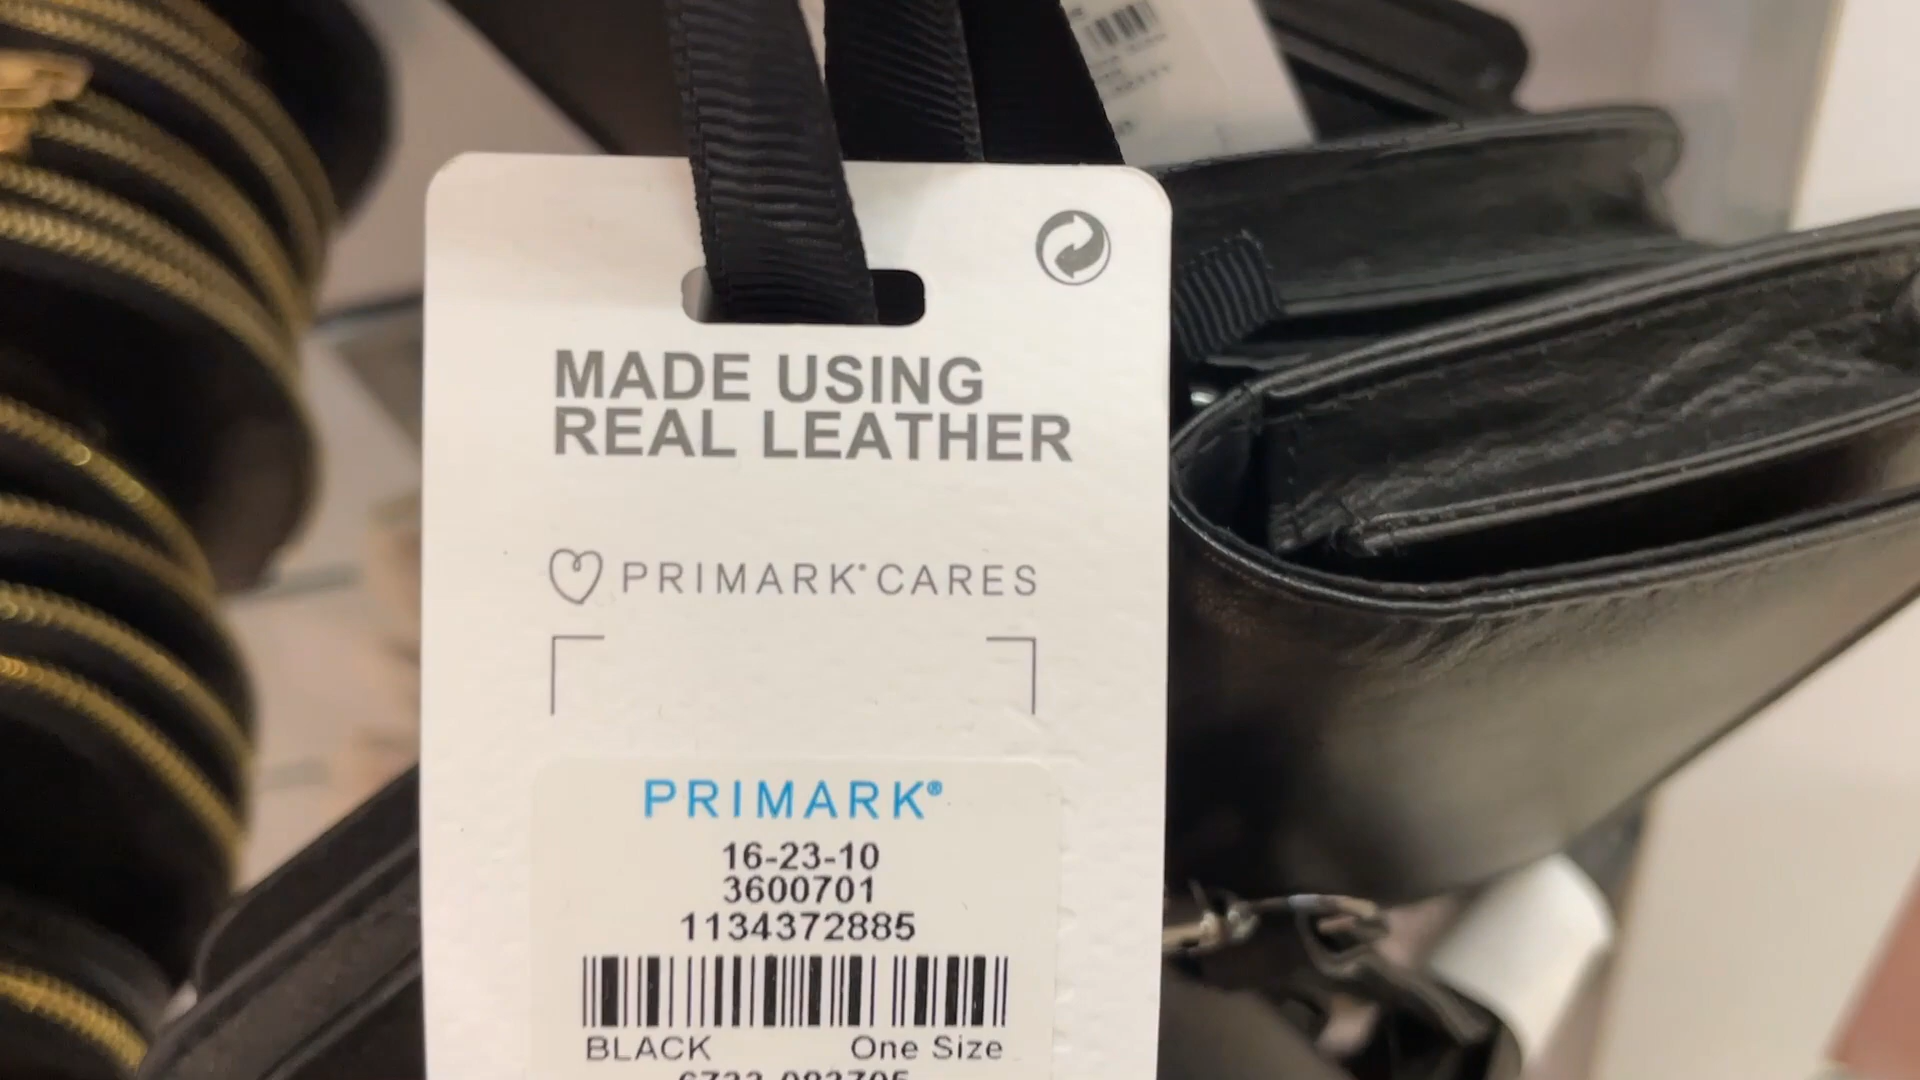 MADE USING
REAL LEATHER
PRIMARK® CARES
PRIMARK®
16-23-10
3600701
1134372885
BLACK One Size